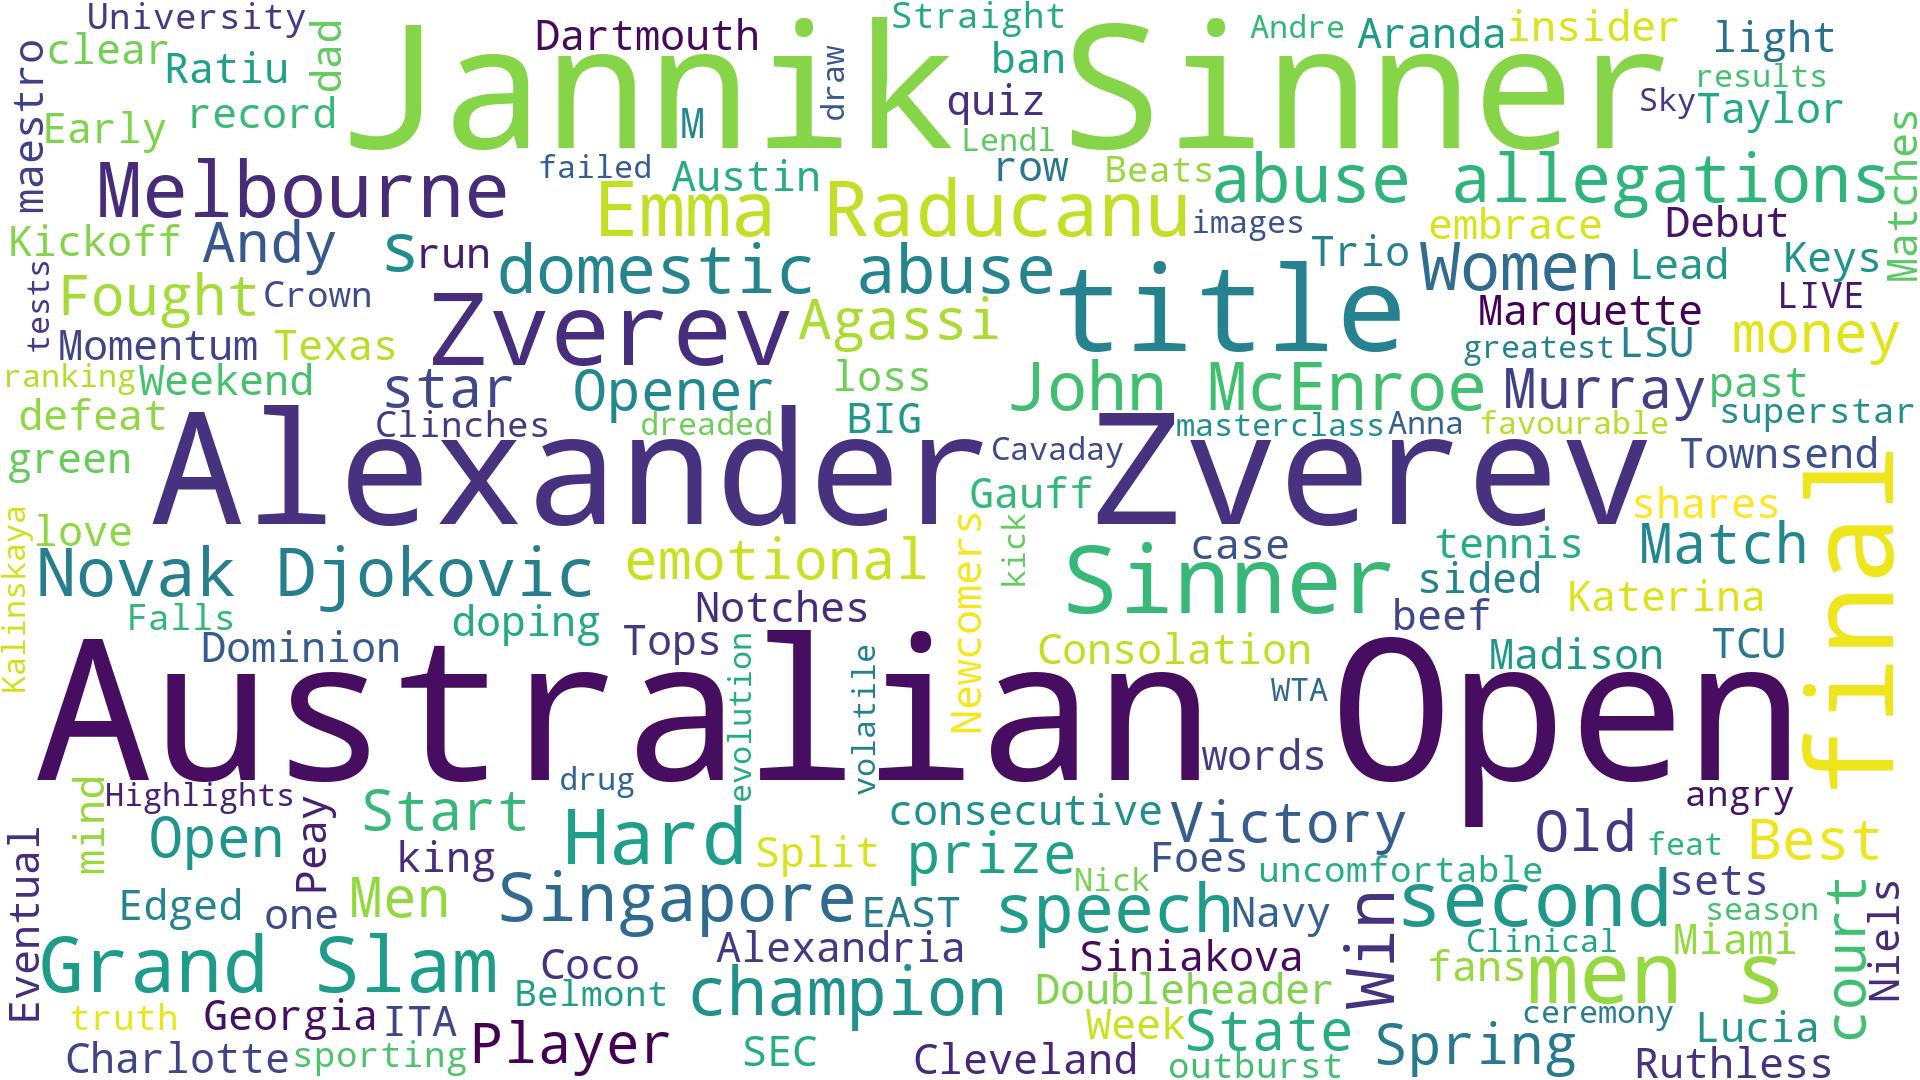 University
Jannik Sinner
Dartmouth
Straight
Andre
Aranda
insider
light
clear
Ratiu
dad
draw
ban
results
maestro
Early
record
M
quiz
Lendl
Sky
Taylor
Melbourne
failed
Austin
row
Beats
abuse allegations
Matches
Emma Raducanu
images
embrace
Debut
Kickoff
Andy
s
run
domestic abuse
title
Trio
Women
Lead
Keys
tests
Fought
Crown
Zverev
Agassi
Marquette
LIVE
Momentum
Texas
greatest
LSU
money
ranking
Weekend
star
Opener
loss
John McEnroe
Murray
past
defeat
Clinches
dreaded
BIG
masterclass
Anna
favourable
superstar
green
Alexander Zverev
Cavaday
Townsend
final
Gauff
shares
Kalinskaya
love
Newcomers
kick
case
tennis
Match
Novak Djokovic
emotional
Sinner
sided
Katerina
Falls
doping
Notches
beef
Dominion
Tops
evolution
volatile
Consolation
Madison
TCU
Australian Open
WTA
words
mind
Highlights
drug
angry
Peay
Start
consecutive
Victory
Old
Best
Eventual
Open
king
Hard
Split
prize
Foes
feat
Nick
uncomfortable
Edged
one
Men
Singapore
EAST
speech
Navy
Win
second
sets
season
court
Niels
Grand Slam
Coco
Alexandria
Siniakova
Clinical
Miami
fans
men s
Belmont
champion
Doubleheader
truth
Georgia
ITA
Player
Week
State
ceremony
Lucia
Charlotte
sporting
SEC
Cleveland
outburst
Spring
Ruthless